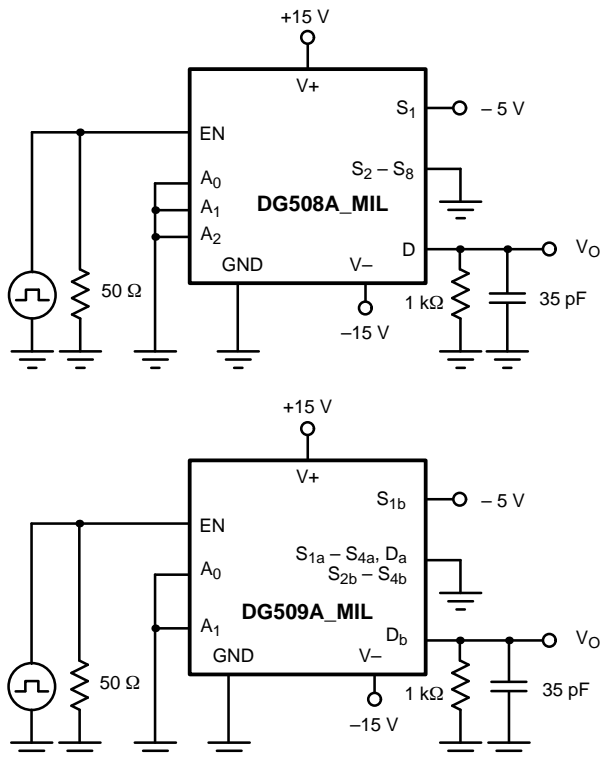 +15 V
V+
S1
– 5 V
EN
S2 – S8
A0
A1
DG508A_MIL
A2
D
VO
GND
V–
50 Ω
1 kΩ
35 pF
–15 V
+15 V
V+
S1b
– 5 V
EN
S1a – S4a, Da
A0
S2b – S4b
DG509A_MIL
A1
Db
VO
GND
V–
50 Ω
1 kΩ
35 pF
–15 V